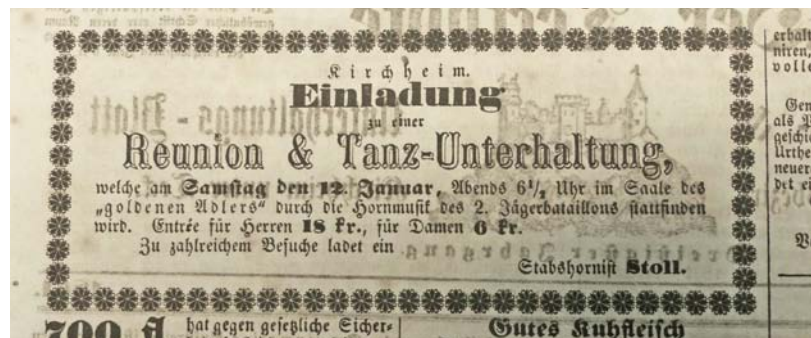 Kirchheim.
Einladung
zu einer
Reunion & Tanz-Unterhaltung,
welche am Samstag den 12. Januar, Abends 6½ Uhr im Saale des
„goldenen Adlers“ durch die Hornmusik des 2. Jägerbataillons stattfinden
wird. Entrée für Herren 18 kr., für Damen 6 kr.
Zu zahlreichem Besuche ladet ein
Stabshornist Stoll.
700 fl. hat gegen gesetzliche Sicher-
Gutes Kuhfleisch